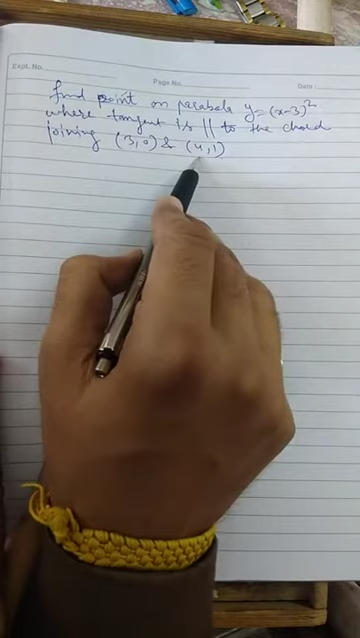 Expt. No.
Page No.
Date :
find point on parabola y=(x-3)²
where tangent is || to the chord
joining (3,0) & (4,1)